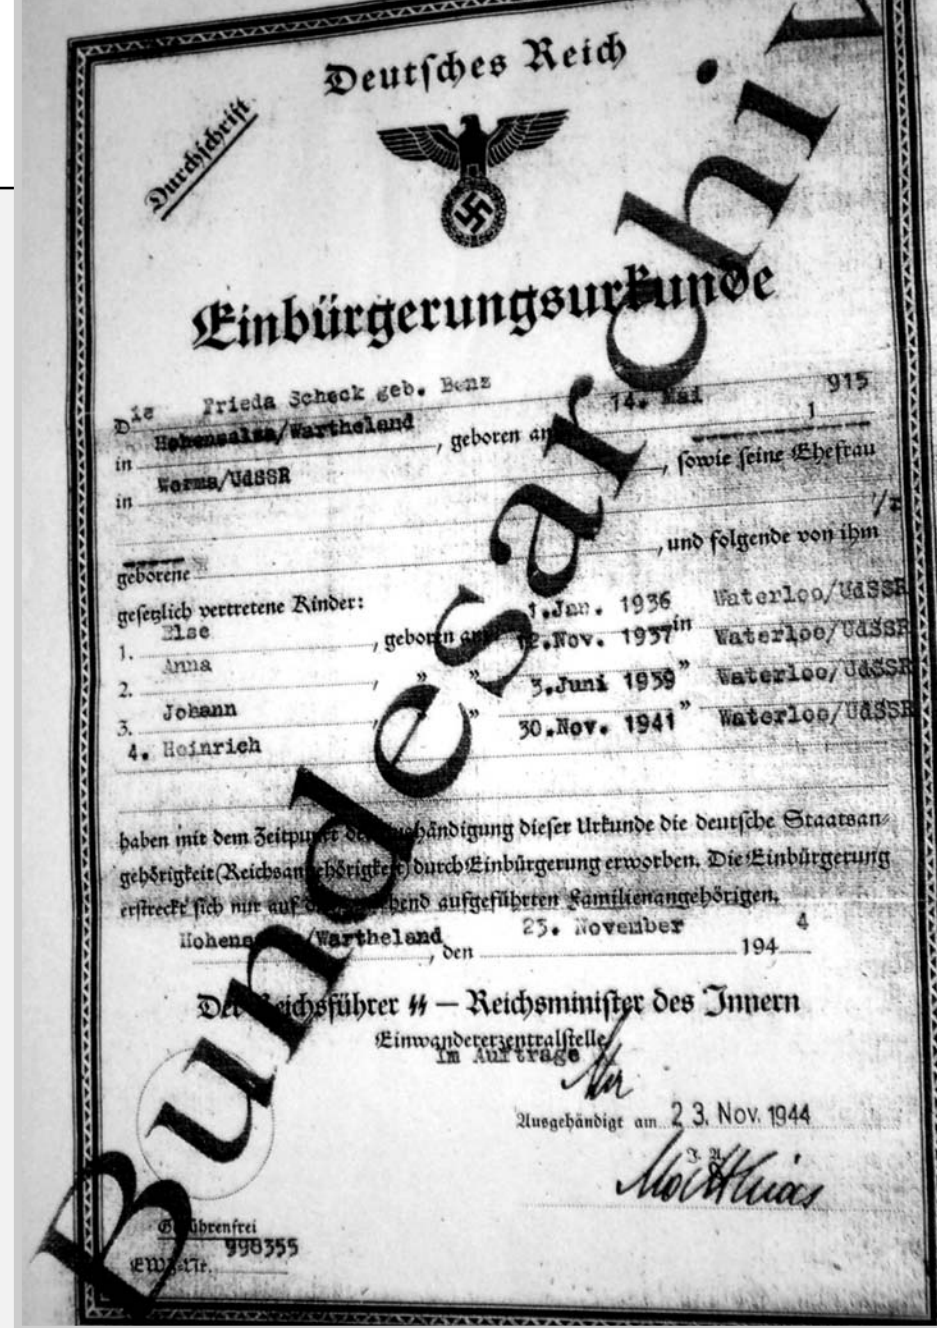 Deutsches Reich
Durchschrift
Einbürgerungsurkunde
Die Frieda Scheck geb. Benz
in Hohensalza/Wartheland, geboren am 14. Mai 1915
in Worms/UdSSR, sowie seine Ehefrau
geborene, und folgende von ihm
gesetzlich vertretene Kinder:
1. Else, geboren am 1.Jan. 1936 in Waterloo/UdSSR
2. Anna, " " 12.Nov. 1937 " Waterloo/UdSSR
3. Johann, " " 3.Juni 1939 " Waterloo/UdSSR
4. Heinrich 30.Nov. 1941 Waterloo/UdSSR
haben mit dem Zeitpunkt der Aushändigung dieser Urkunde die deutsche Staatsan-
gehörigkeit (Reichsangehörigkeit) durch Einbürgerung erworben. Die Einbürgerung
erstreckt sich nur auf die vorstehend aufgeführten Familienangehörigen.
Hohensalza/Wartheland, den 23. November 1944
Der Reichsführer SS — Reichsminister des Innern
Einwandererzentralstelle
Im Auftrage
Ausgehändigt am 23. Nov. 1944
J. A.
Matthias
Gebührenfrei
EWZ-Nr. 998355
Bundesarchiv